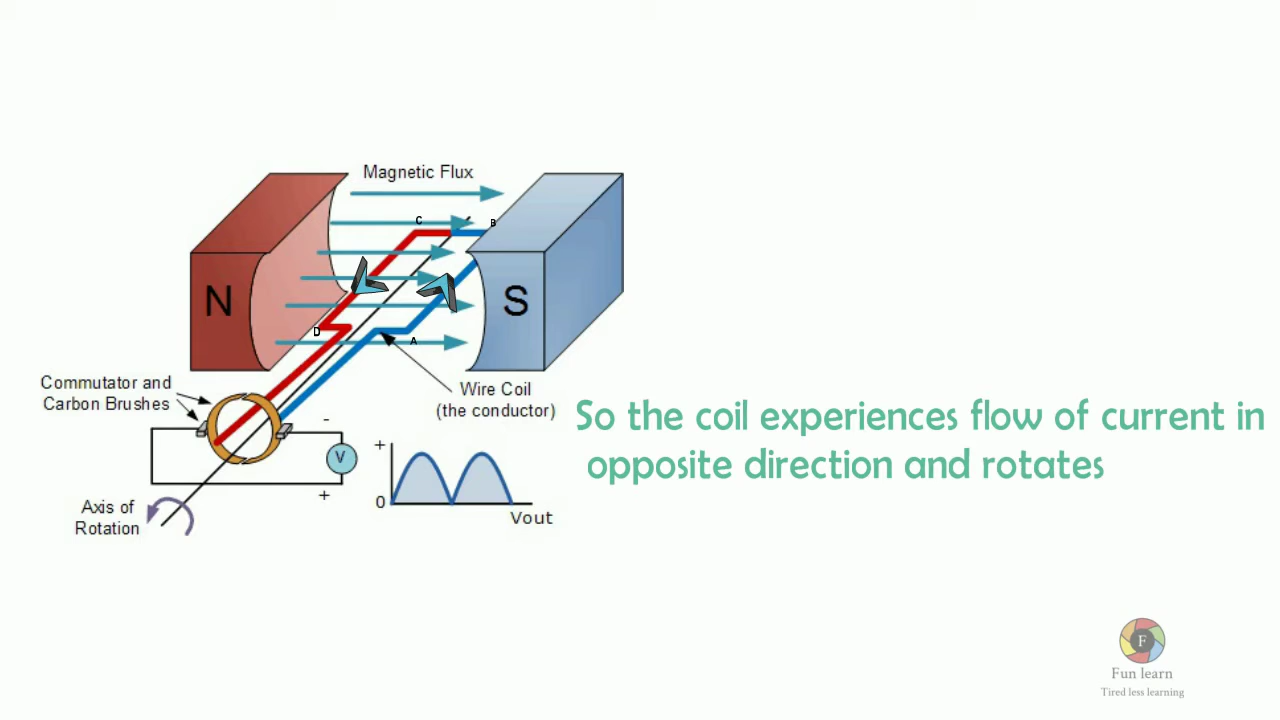 Magnetic Flux
C
B
N
S
D
A
Commutator and
Carbon Brushes
Wire Coil
(the conductor)
So the coil experiences flow of current in
opposite direction and rotates
-
V
+
+
0
Vout
Axis of
Rotation
F
Fun learn
Tired less learning